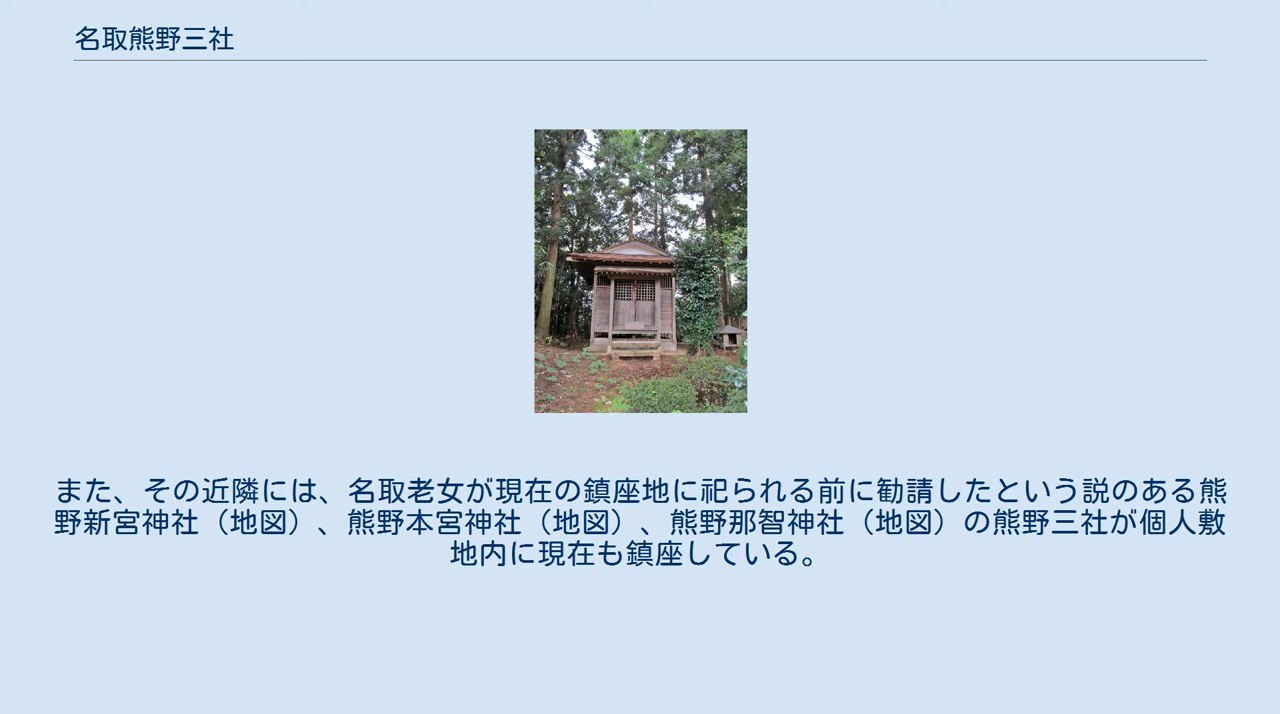 名取熊野三社
また、その近隣には、名取老女が現在の鎮座地に祀られる前に勧請したという説のある熊
野新宮神社（地図）、熊野本宮神社（地図）、熊野那智神社（地図）の熊野三社が個人敷
地内に現在も鎮座している。